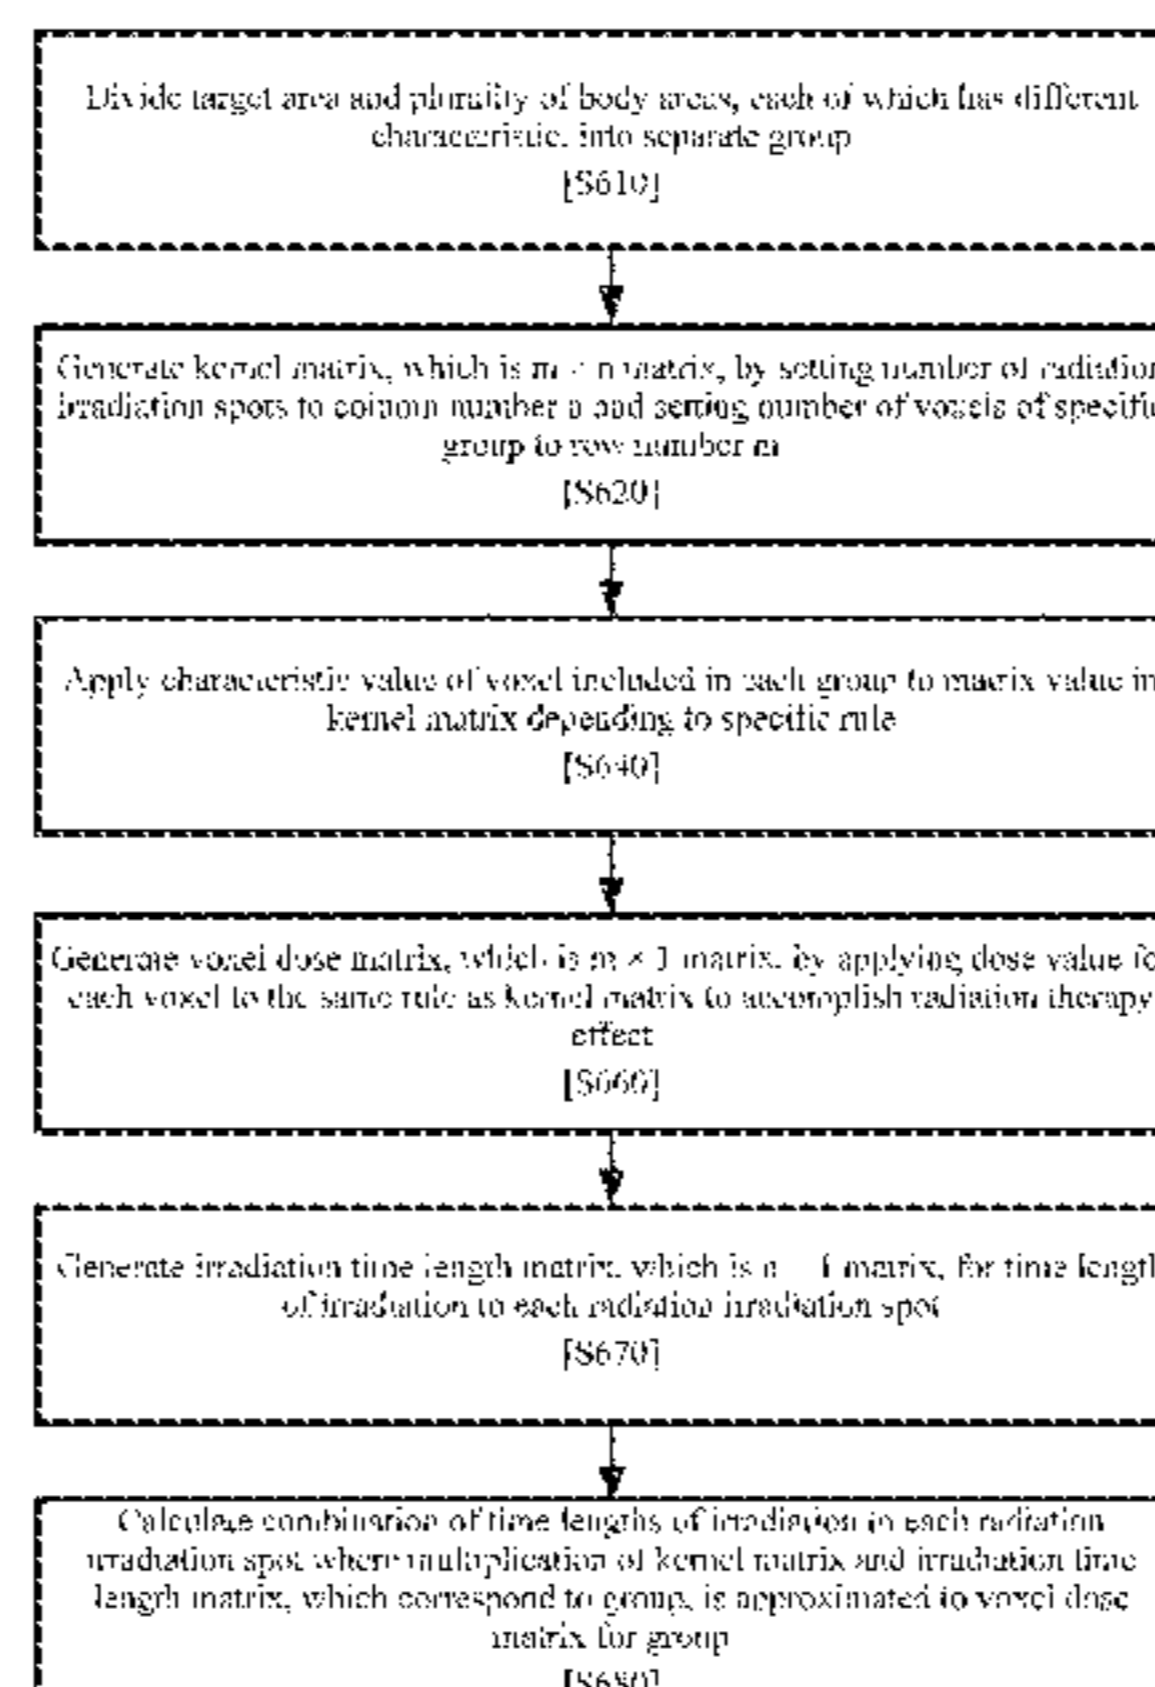 Divide target area and plurality of body areas, each of which has different
characteristic, into separate group
[S610]
Generate kernel matrix, which is m × n matrix, by setting number of radiation
irradiation spots to column number n and setting number of voxels of specific
group to row number m
[S620]
Apply characteristic value of voxel included in each group to matrix value in
kernel matrix depending to specific rule
[S640]
Generate voxel dose matrix, which is m × 1 matrix, by applying dose value fo
each voxel to the same rule as kernel matrix to accomplish radiation therapy
effect
[S660]
Generate irradiation time length matrix, which is n × 1 matrix, for time length
of irradiation to each radiation irradiation spot
[S670]
Calculate combination of time lengths of irradiation to each radiation
irradiation spot where multiplication of kernel matrix and irradiation time
length matrix, which correspond to group, is approximated to voxel dose
matrix for group
[S680]